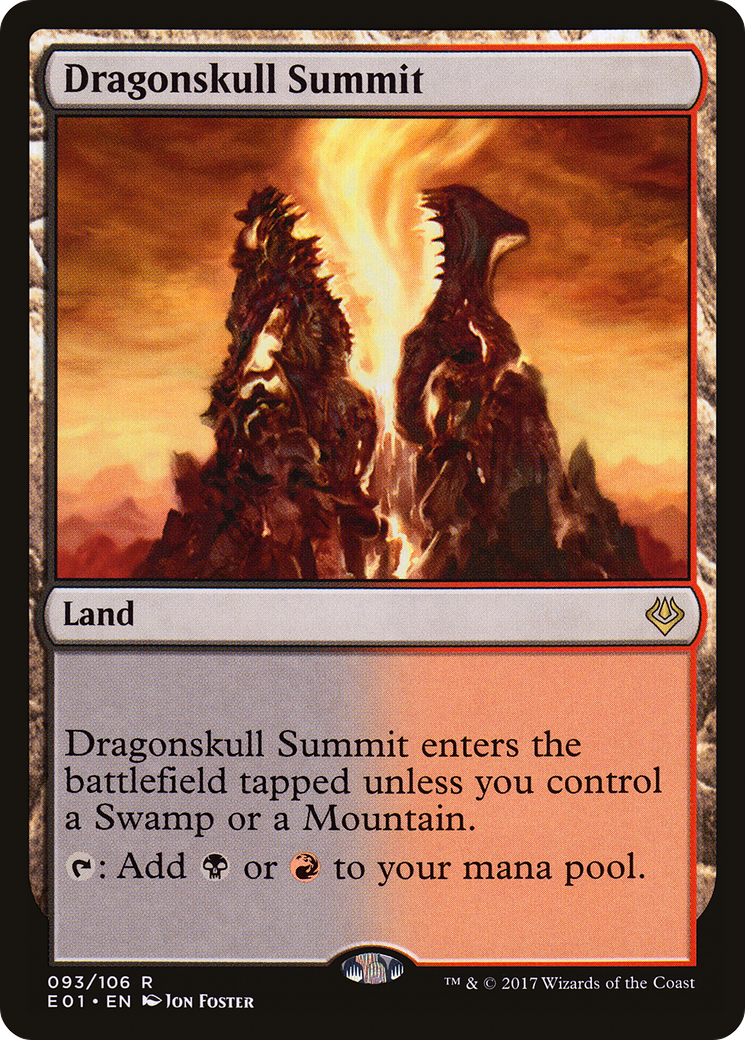 Dragonskull Summit
Land
Dragonskull Summit enters the
battlefield tapped unless you control
a Swamp or a Mountain.
: Add or to your mana pool.
093/106 R
E01 • EN Jon Foster
™ & © 2017 Wizards of the Coast